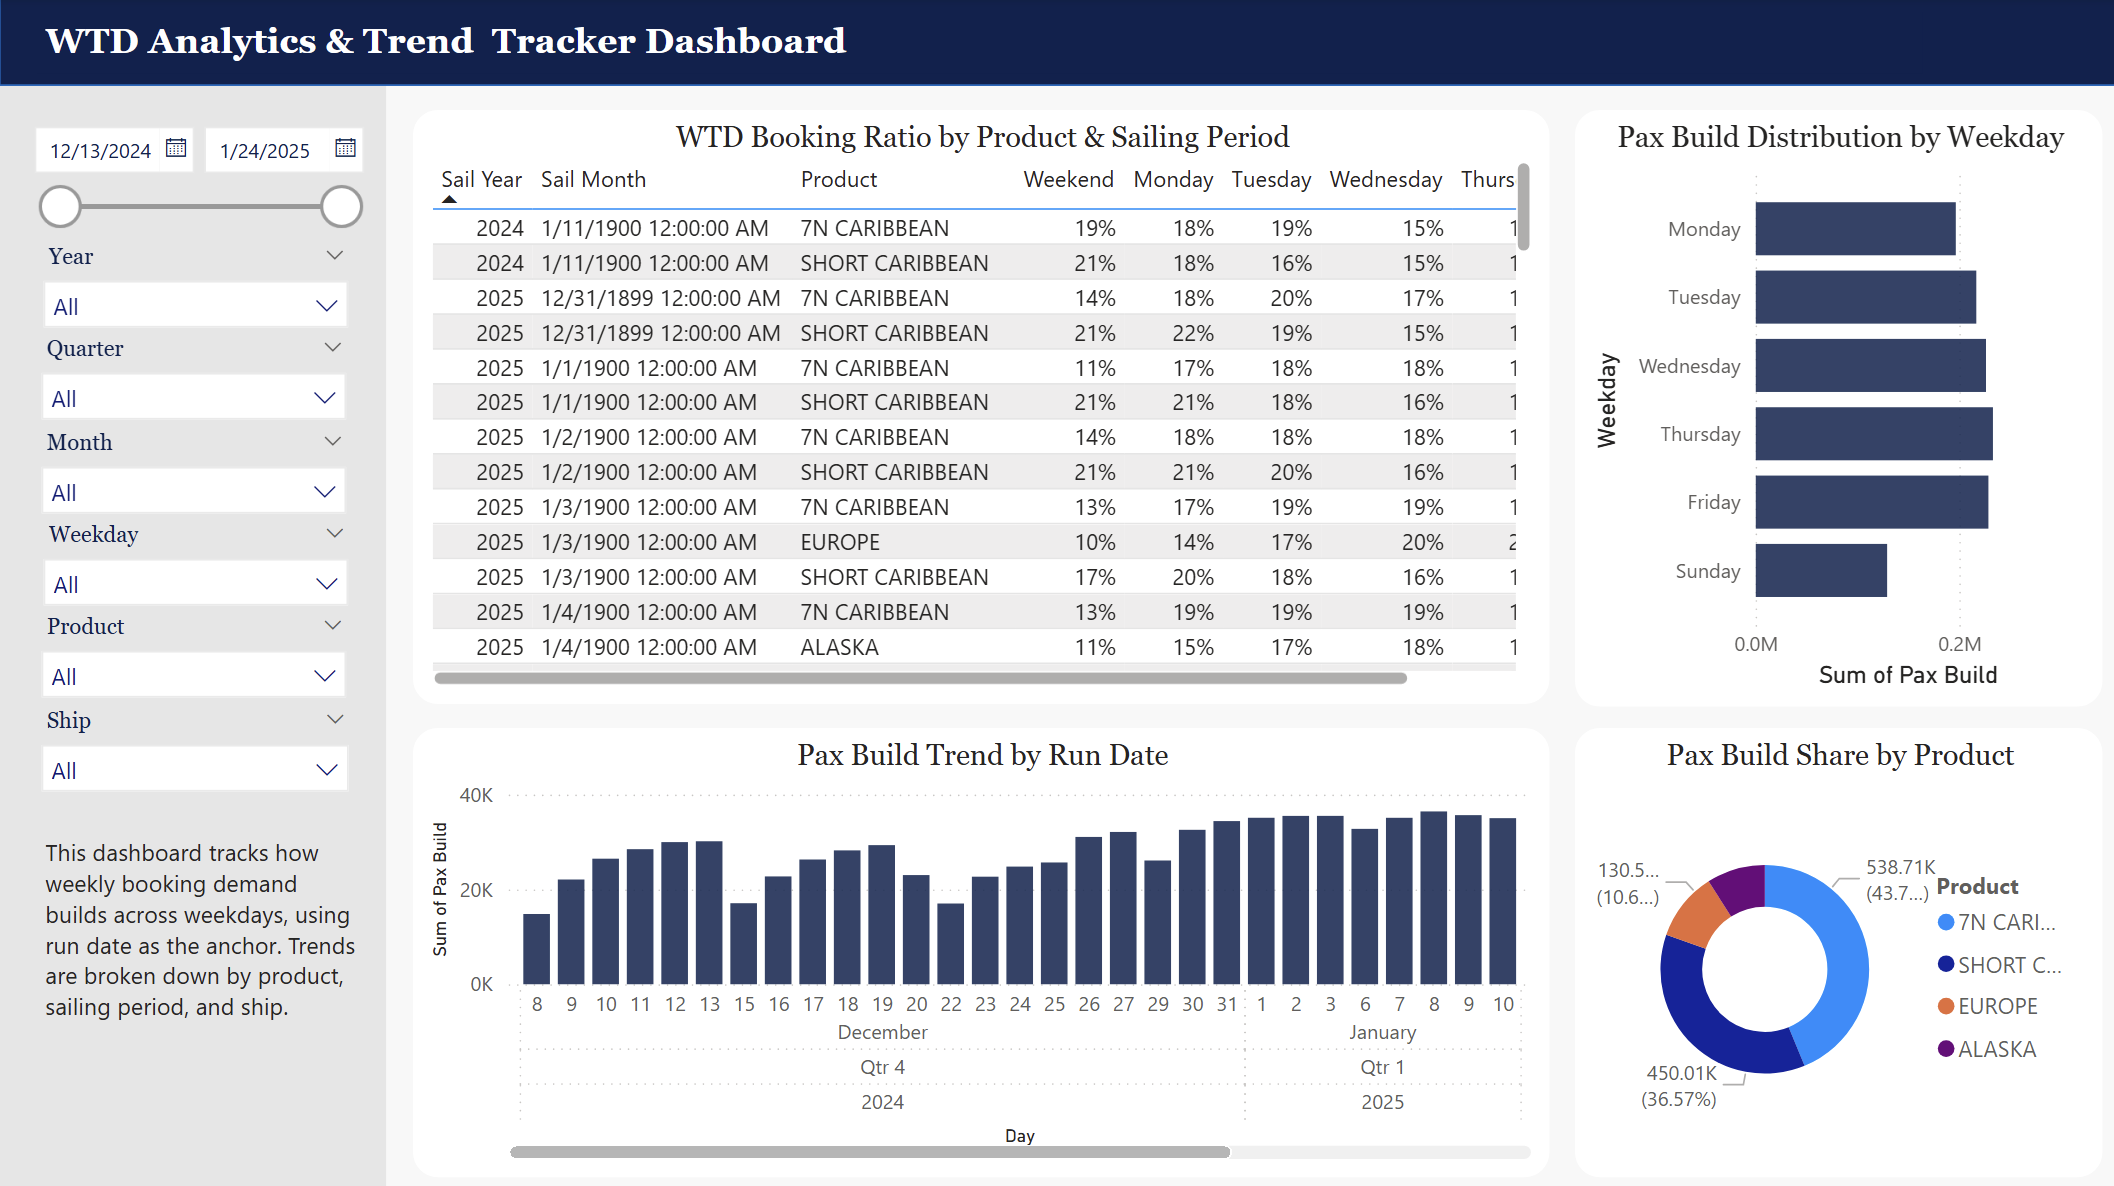 WTD Analytics & Trend  Tracker Dashboard
12/13/2024 1/24/2025
Year
All
Quarter
All
Month
All
Weekday
All
Product
All
Ship
All
This dashboard tracks how
weekly booking demand
builds across weekdays, using
run date as the anchor. Trends
are broken down by product,
sailing period, and ship.
WTD Booking Ratio by Product & Sailing Period
Sail Year Sail Month Product Weekend Monday Tuesday Wednesday Thurs
2024 1/11/1900 12:00:00 AM 7N CARIBBEAN 19% 18% 19% 15% 1
2024 1/11/1900 12:00:00 AM SHORT CARIBBEAN 21% 18% 16% 15% 1
2025 12/31/1899 12:00:00 AM 7N CARIBBEAN 14% 18% 20% 17% 1
2025 12/31/1899 12:00:00 AM SHORT CARIBBEAN 21% 22% 19% 15% 1
2025 1/1/1900 12:00:00 AM 7N CARIBBEAN 11% 17% 18% 18% 1
2025 1/1/1900 12:00:00 AM SHORT CARIBBEAN 21% 21% 18% 16% 1
2025 1/2/1900 12:00:00 AM 7N CARIBBEAN 14% 18% 18% 18% 1
2025 1/2/1900 12:00:00 AM SHORT CARIBBEAN 21% 21% 20% 16% 1
2025 1/3/1900 12:00:00 AM 7N CARIBBEAN 13% 17% 19% 19% 1
2025 1/3/1900 12:00:00 AM EUROPE 10% 14% 17% 20% 2
2025 1/3/1900 12:00:00 AM SHORT CARIBBEAN 17% 20% 18% 16% 1
2025 1/4/1900 12:00:00 AM 7N CARIBBEAN 13% 19% 19% 19% 1
2025 1/4/1900 12:00:00 AM ALASKA 11% 15% 17% 18% 1
Pax Build Distribution by Weekday
Weekday
Monday
Tuesday
Wednesday
Thursday
Friday
Sunday
0.0M 0.2M
Sum of Pax Build
Pax Build Trend by Run Date
Sum of Pax Build
40K
20K
0K
8 9 10 11 12 13 15 16 17 18 19 20 22 23 24 25 26 27 29 30 31 1 2 3 6 7 8 9 10
December January
Qtr 4 Qtr 1
2024 2025
Day
Pax Build Share by Product
130.5...
(10.6...)
538.71K
(43.7...)
450.01K
(36.57%)
Product
7N CARI...
SHORT C...
EUROPE
ALASKA